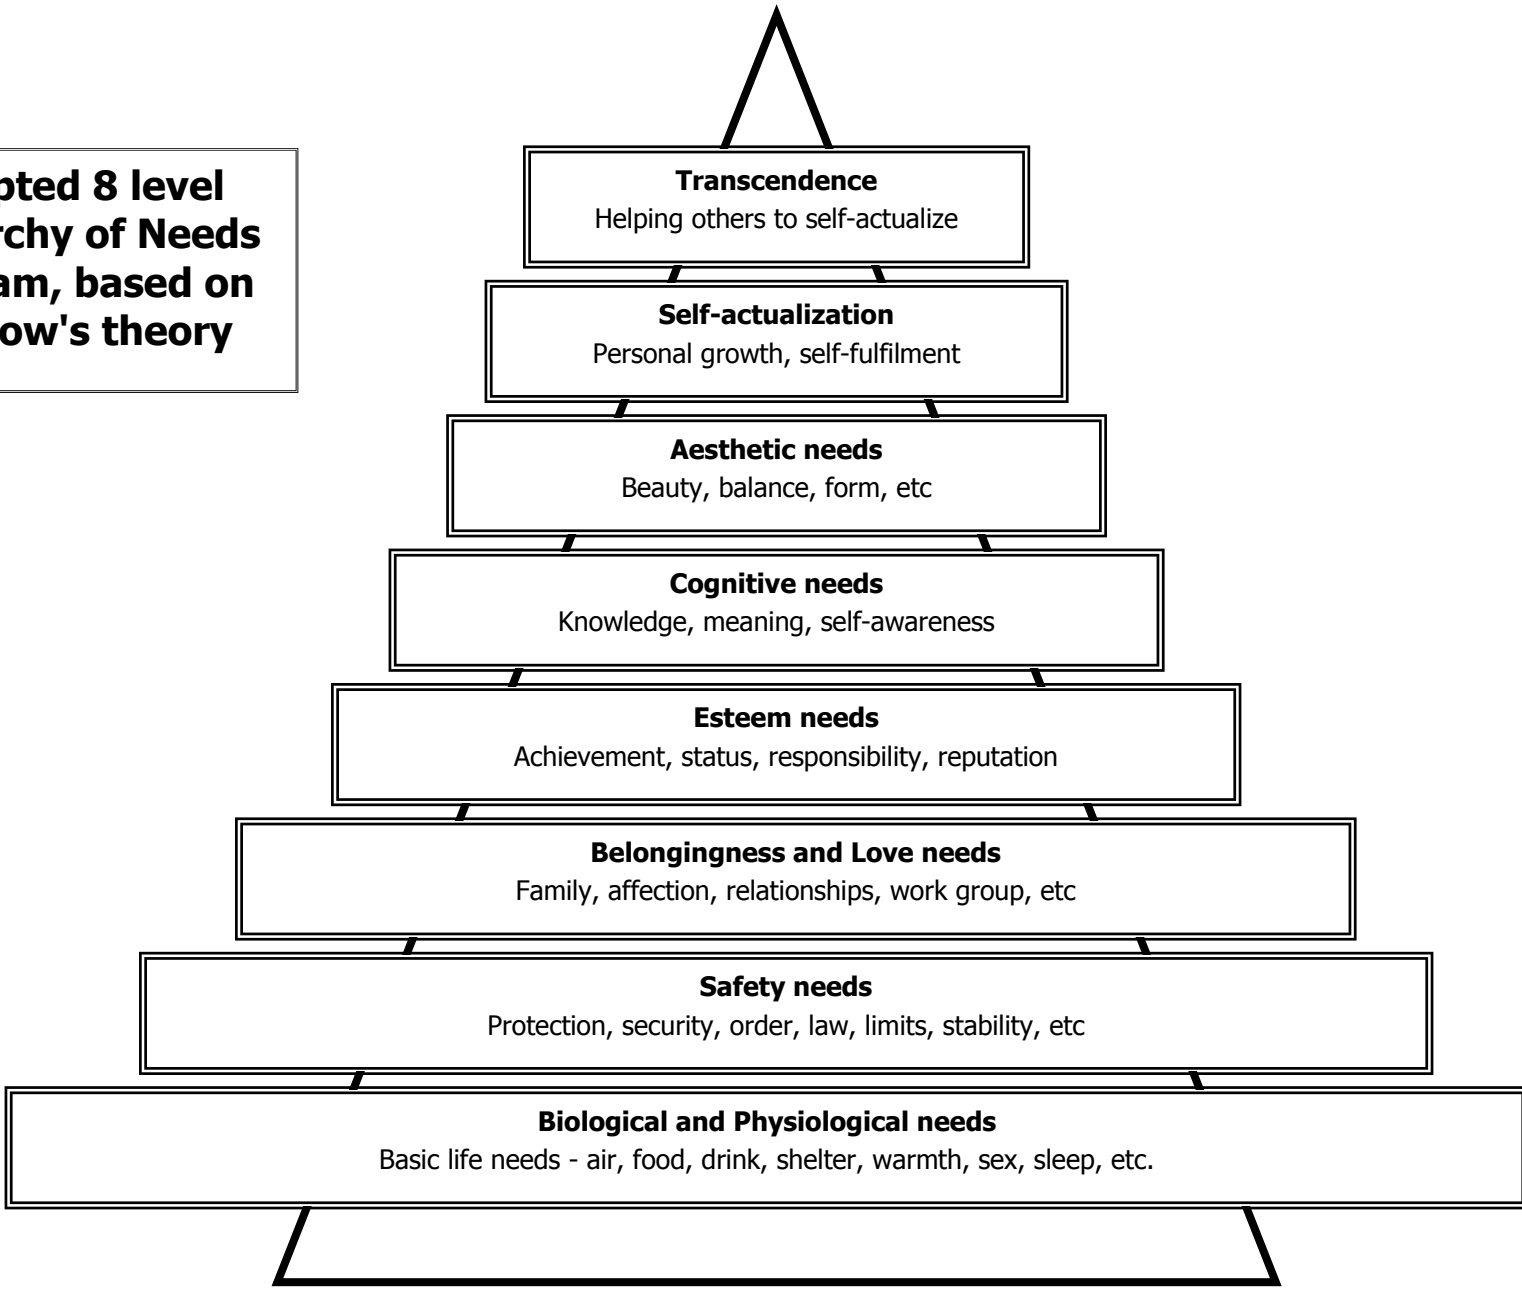 pted 8 level
rchy of Needs
am, based on
ow's theory
Transcendence
Helping others to self-actualize
Self-actualization
Personal growth, self-fulfilment
Aesthetic needs
Beauty, balance, form, etc
Cognitive needs
Knowledge, meaning, self-awareness
Esteem needs
Achievement, status, responsibility, reputation
Belongingness and Love needs
Family, affection, relationships, work group, etc
Safety needs
Protection, security, order, law, limits, stability, etc
Biological and Physiological needs
Basic life needs - air, food, drink, shelter, warmth, sex, sleep, etc.